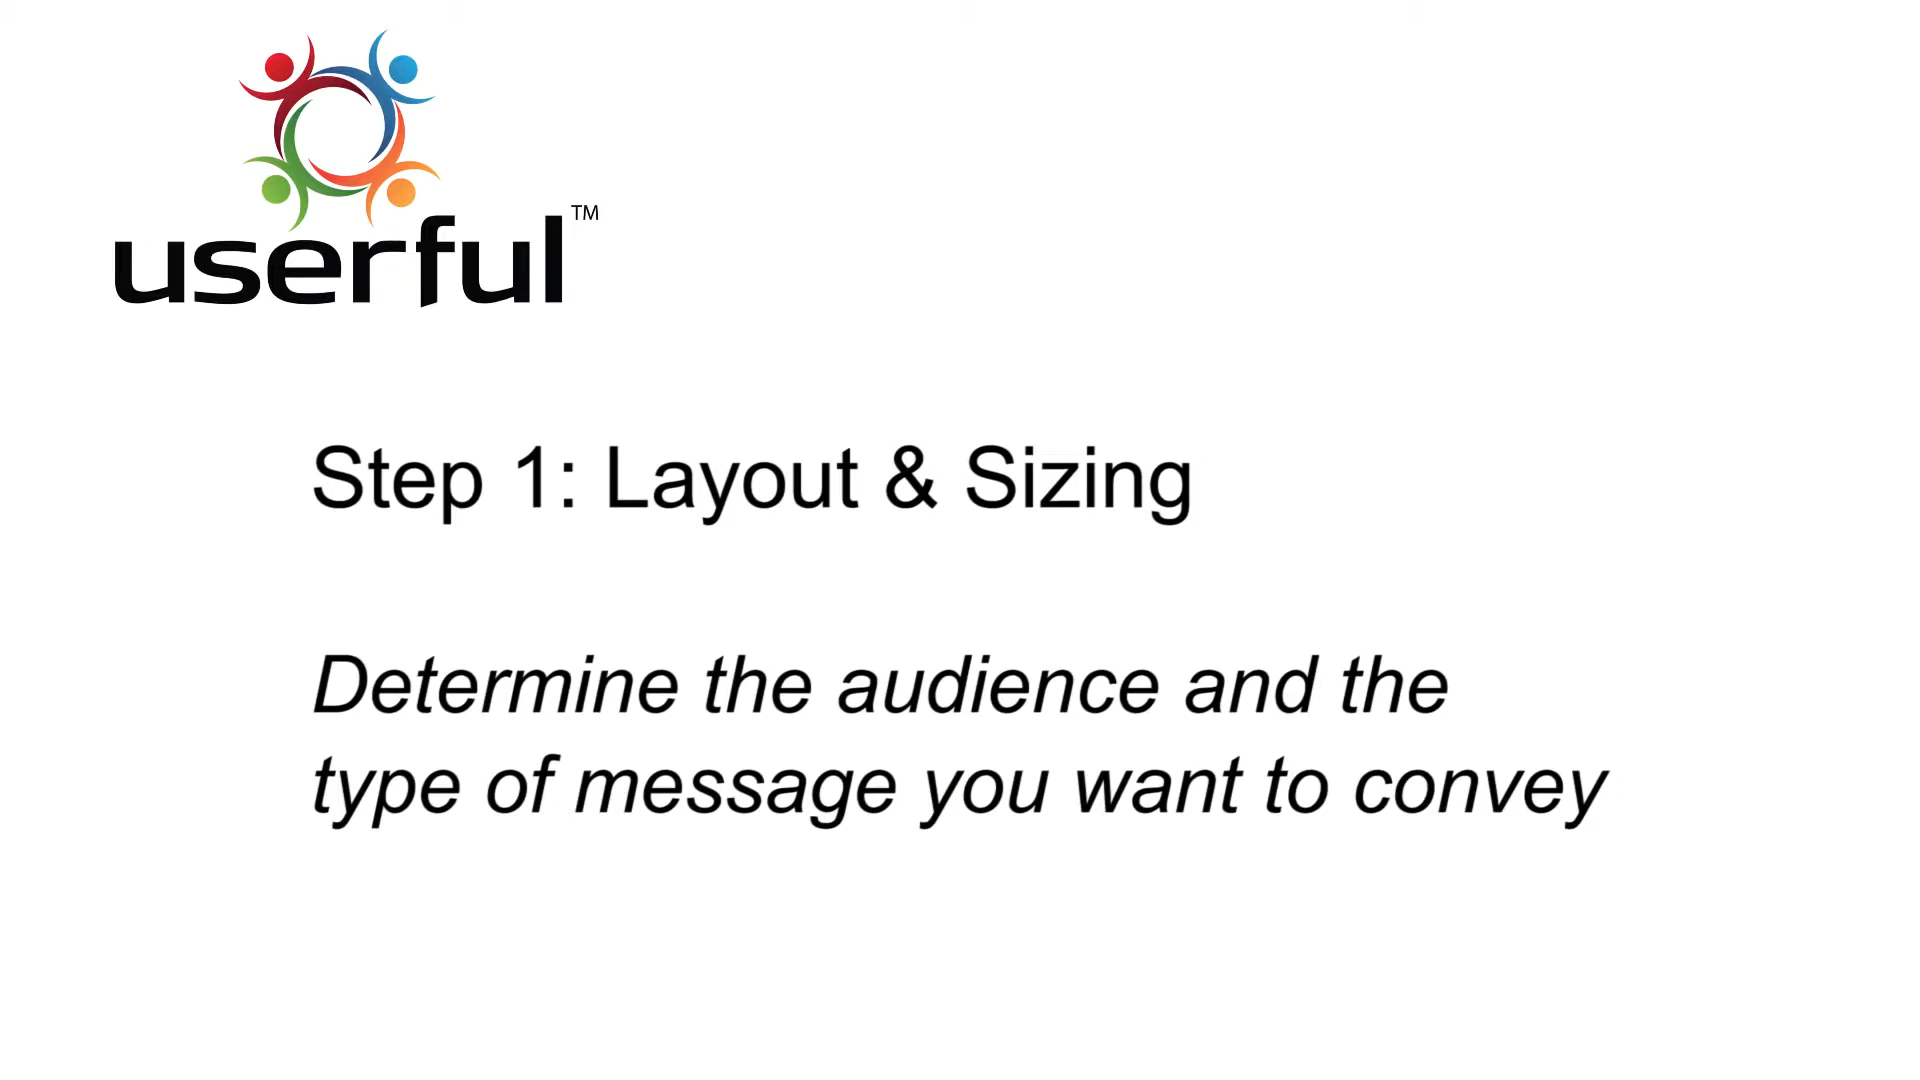 userful™
Step 1: Layout & Sizing
Determine the audience and the
type of message you want to convey